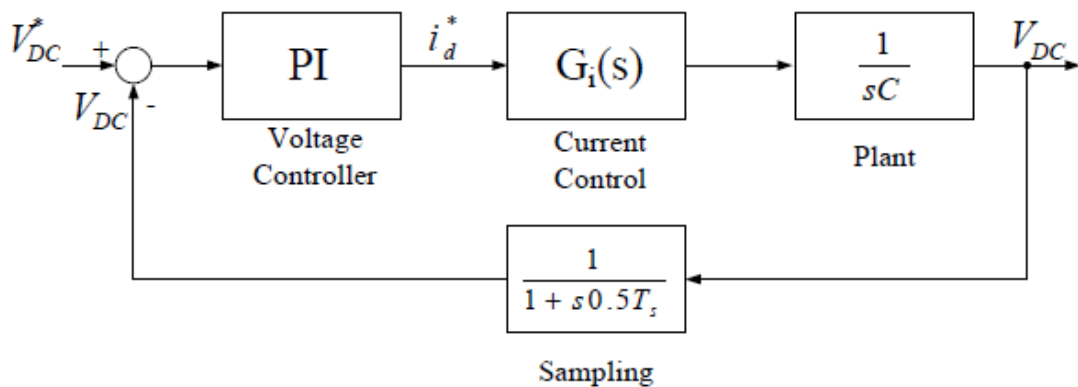 V*DC
+
VDC
-
PI
Voltage
Controller
i*d
Gi(s)
Current
Control
1
sC
Plant
VDC
1
1 + s0.5Ts
Sampling